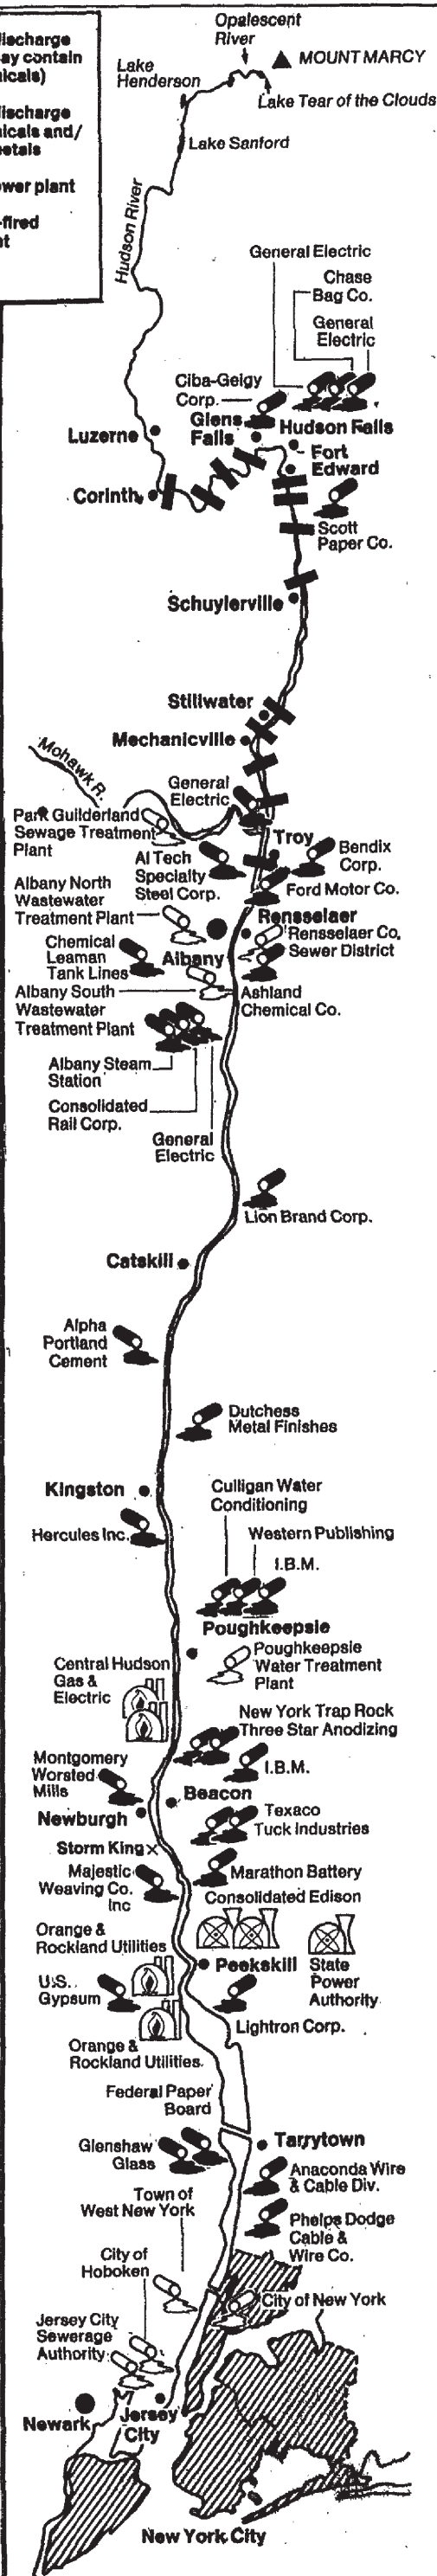 discharge
may contain
icals)
discharge
icals and/
metals
wer plant
-fired
nt
Opalescent
River
MOUNT MARCY
Lake
Henderson
Lake Tear of the Clouds
Lake Sanford
Hudson River
General Electric
Chase
Bag Co.
General
Electric
Ciba-Geigy
Corp.
Glens
Falls
Hudson Falls
Luzerne
Fort
Edward
Corinth
Scott
Paper Co.
Schuylerville
Stillwater
Mechanicville
Mohawk R.
General
Electric
Park Guilderland
Sewage Treatment
Plant
Troy
Al Tech
Specialty
Steel Corp.
Bendix
Corp.
Albany North
Wastewater
Treatment Plant
Ford Motor Co.
Rensselaer
Rensselaer Co.
Sewer District
Chemical
Leaman
Tank Lines
Albany
Albany South
Wastewater
Treatment Plant
Ashland
Chemical Co.
Albany Steam
Station
Consolidated
Rail Corp.
General
Electric
Lion Brand Corp.
Catskill
Alpha
Portland
Cement
Dutchess
Metal Finishes
Kingston
Culligan Water
Conditioning
Hercules Inc.
Western Publishing
I.B.M.
Poughkeepsie
Poughkeepsie
Water Treatment
Plant
Central Hudson
Gas &
Electric
New York Trap Rock
Three Star Anodizing
Montgomery
Worsted
Mills
I.B.M.
Beacon
Newburgh
Texaco
Tuck Industries
Storm King x
Majestic
Weaving Co.
Inc
Marathon Battery
Consolidated Edison
Orange &
Rockland Utilities
Peekskill
State
Power
Authority
U.S.
Gypsum
Lightron Corp.
Orange &
Rockland Utilities
Federal Paper
Board
Glenshaw
Glass
Tarrytown
Anaconda Wire
& Cable Div.
Town of
West New York
Phelps Dodge
Cable &
Wire Co.
City of
Hoboken
City of New York
Jersey City
Sewerage
Authority
Newark
Jersey
City
New York City